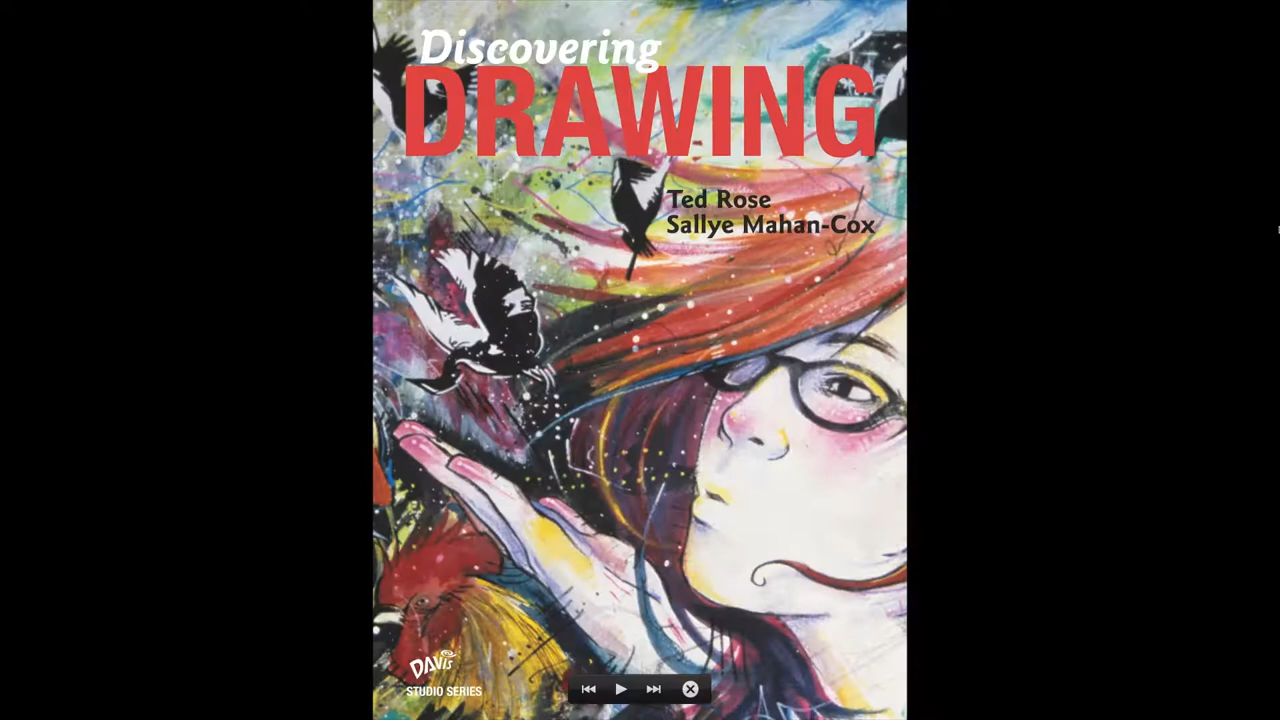 Discovering
DRAWING
Ted Rose
Sallye Mahan-Cox
DAVIS
STUDIO SERIES